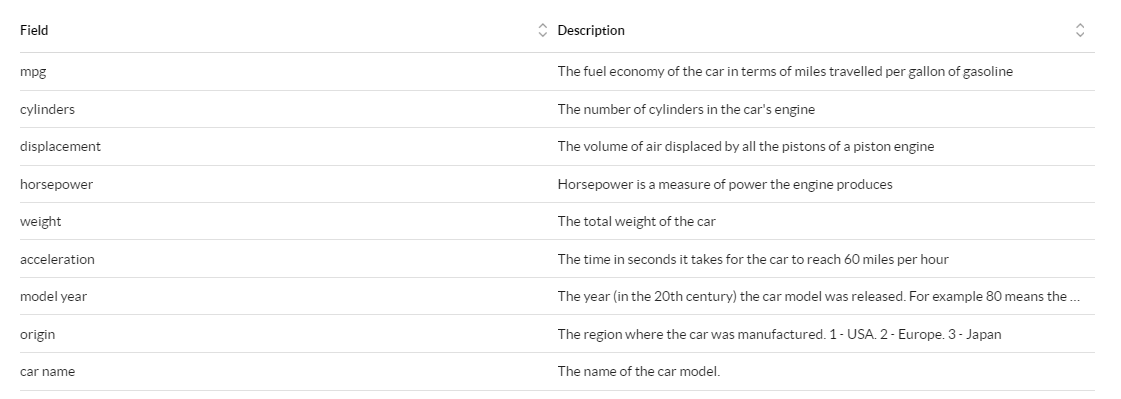 Field Description
mpg The fuel economy of the car in terms of miles travelled per gallon of gasoline
cylinders The number of cylinders in the car's engine
displacement The volume of air displaced by all the pistons of a piston engine
horsepower Horsepower is a measure of power the engine produces
weight The total weight of the car
acceleration The time in seconds it takes for the car to reach 60 miles per hour
model year The year (in the 20th century) the car model was released. For example 80 means the ...
origin The region where the car was manufactured. 1 - USA. 2 - Europe. 3 - Japan
car name The name of the car model.